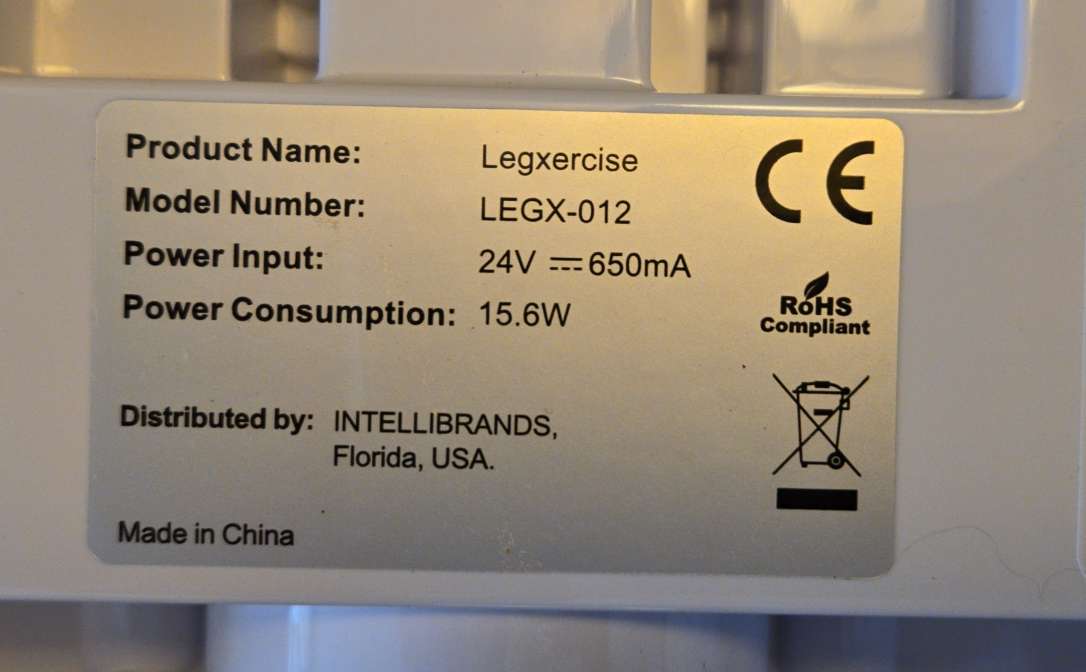 Product Name: Legxercise
Model Number: LEGX-012
Power Input: 24V ⎓ 650mA
Power Consumption: 15.6W
CE
RoHS
Compliant
Distributed by: INTELLIBRANDS,
Florida, USA.
Made in China